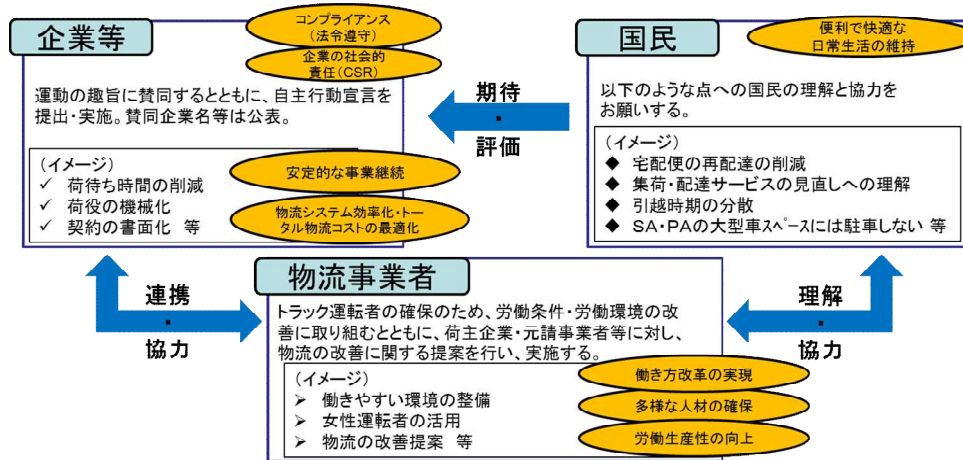 企業等
コンプライアンス
(法令遵守)
企業の社会的
責任(CSR)
運動の趣旨に賛同するとともに、自主行動宣言を
提出・実施。賛同企業名等は公表。
(イメージ)
✓ 荷待ち時間の削減
✓ 荷役の機械化
✓ 契約の書面化 等
安定的な事業継続
物流システム効率化・トー
タル物流コストの最適化
期待
・
評価
国民
便利で快適な
日常生活の維持
以下のような点への国民の理解と協力を
お願いする。
(イメージ)
◆ 宅配便の再配達の削減
◆ 集荷・配達サービスの見直しへの理解
◆ 引越時期の分散
◆ SA・PAの大型車スペースには駐車しない 等
連携
・
協力
物流事業者
トラック運転者の確保のため、労働条件・労働環境の改
善に取り組むとともに、荷主企業・元請事業者等に対し、
物流の改善に関する提案を行い、実施する。
(イメージ)
➢ 働きやすい環境の整備
➢ 女性運転者の活用
➢ 物流の改善提案 等
働き方改革の実現
多様な人材の確保
労働生産性の向上
理解
・
協力